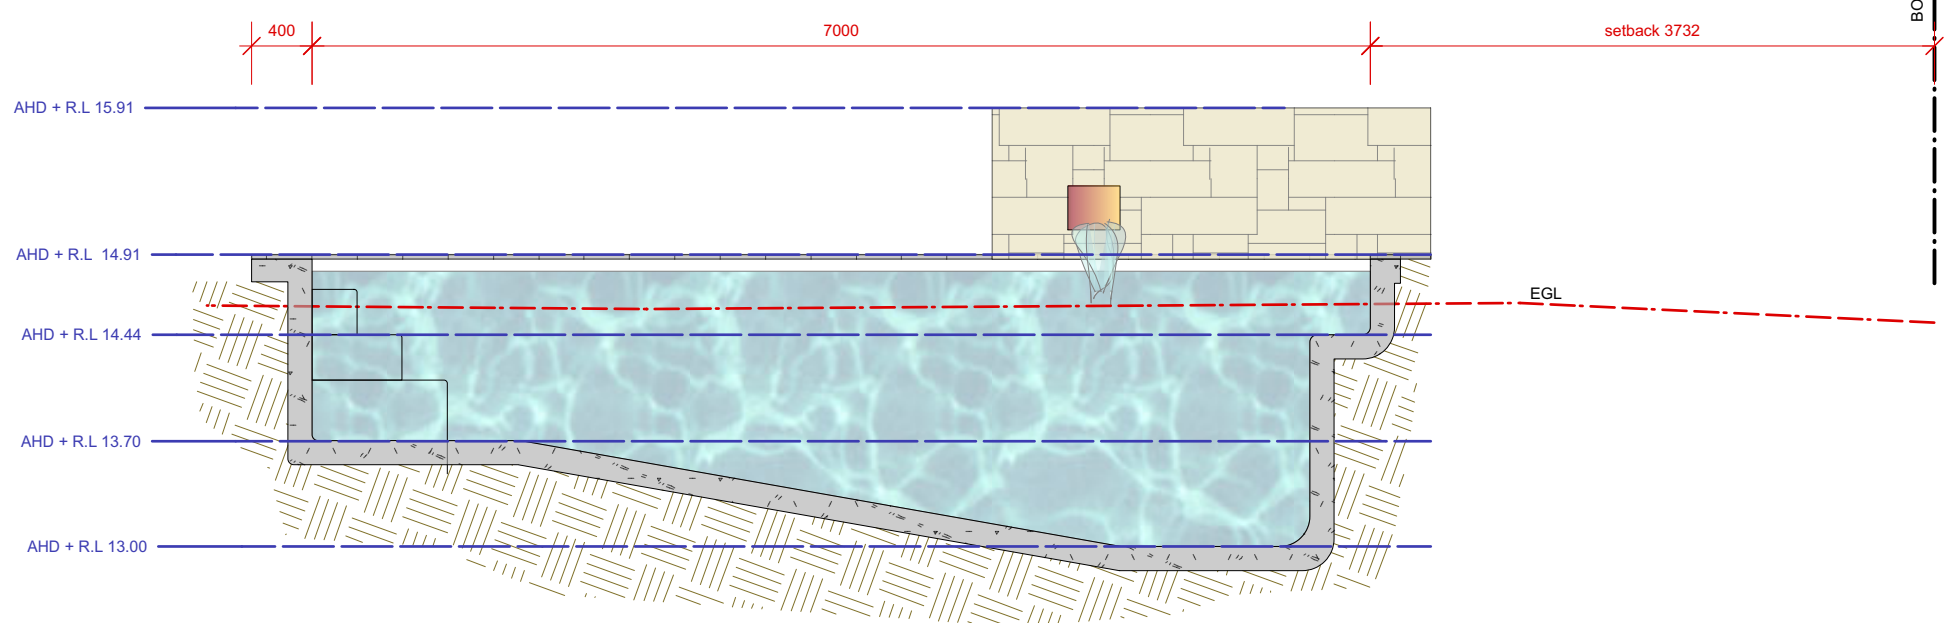 BO
400
7000
setback 3732
AHD + R.L 15.91
AHD + R.L 14.91
EGL
AHD + R.L 14.44
AHD + R.L 13.70
AHD + R.L 13.00